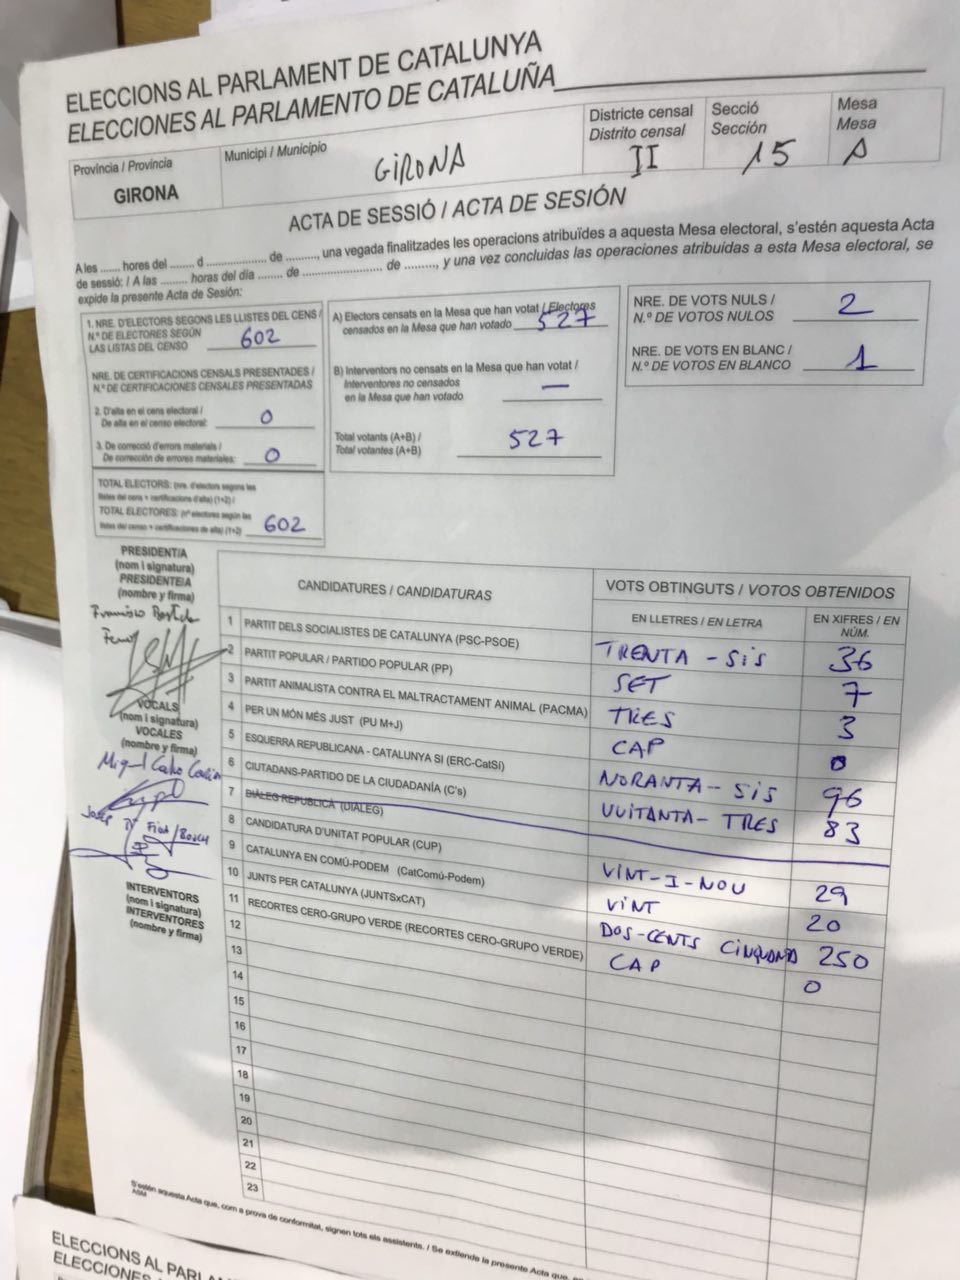 ELECCIONS AL PARLAMENT DE CATALUNYA
ELECCIONES AL PARLAMENTO DE CATALUÑA
Província / Provincia
GIRONA
Municipi / Municipio
GIRONA
Districte censal
Distrito censal
II
Secció
Sección
15
Mesa
Mesa
A
ACTA DE SESSIÓ / ACTA DE SESIÓN
A les ....... hores del ....... d ..................... de ........., una vegada finalitzades les operacions atribuïdes a aquesta Mesa electoral, s'estén aquesta Acta
de sessió: / A las ......... horas del día ....... de ..................... de ........., y una vez concluidas las operaciones atribuidas a esta Mesa electoral, se
expide la presente Acta de Sesión:
1. NRE. D'ELECTORS SEGONS LES LLISTES DEL CENS /
N.º DE ELECTORES SEGÚN
LAS LISTAS DEL CENSO 602
NRE. DE CERTIFICACIONS CENSALS PRESENTADES /
N.º DE CERTIFICACIONES CENSALES PRESENTADAS
2. D'alta en el cens electoral /
De alta en el censo electoral: 0
3. De correcció d'errors materials /
De corrección de errores materiales: 0
TOTAL ELECTORS: (nre. d'electors segons les
llistes del cens + certificacions d'alta) (1+2) /
TOTAL ELECTORES: (nº electores según las
listas del censo + certificaciones de alta) (1+2) 602
A) Electors censats en la Mesa que han votat / Electores
censados en la Mesa que han votado 527
B) Interventors no censats en la Mesa que han votat /
Interventores no censados
en la Mesa que han votado —
Total votants (A+B) /
Total votantes (A+B) 527
NRE. DE VOTS NULS /
N.º DE VOTOS NULOS 2
NRE. DE VOTS EN BLANC /
N.º DE VOTOS EN BLANCO 1
PRESIDENT/A
(nom i signatura)
PRESIDENTE/A
(nombre y firma)
Francisco
VOCALS
(nom i signatura)
VOCALES
(nombre y firma)
Miquel
Josep
INTERVENTORS
(nom i signatura)
INTERVENTORES
(nombre y firma)
CANDIDATURES / CANDIDATURAS
VOTS OBTINGUTS / VOTOS OBTENIDOS
EN LLETRES / EN LETRA
EN XIFRES / EN NÚM.
1 PARTIT DELS SOCIALISTES DE CATALUNYA (PSC-PSOE) TRENTA - SIS 36
2 PARTIT POPULAR / PARTIDO POPULAR (PP) SET 7
3 PARTIT ANIMALISTA CONTRA EL MALTRACTAMENT ANIMAL (PACMA) TRES 3
4 PER UN MÓN MÉS JUST (PU M+J) CAP 0
5 ESQUERRA REPUBLICANA - CATALUNYA SI (ERC-CatSí) NORANTA - SIS 96
6 CIUTADANS-PARTIDO DE LA CIUDADANÍA (C's) VUITANTA - TRES 83
7 DIÀLEG REPUBLICÀ (DIÀLEG)
8 CANDIDATURA D'UNITAT POPULAR (CUP) VINT-I-NOU 29
9 CATALUNYA EN COMÚ-PODEM (CatComú-Podem) VINT 20
10 JUNTS PER CATALUNYA (JUNTSxCAT) DOS-CENTS CINQUANTA 250
11 RECORTES CERO-GRUPO VERDE (RECORTES CERO-GRUPO VERDE) CAP 0
12
13
14
15
16
17
18
19
20
21
22
23
S'estén aquesta Acta que, com a prova de conformitat, signen tots els assistents. / Se extiende la presente Acta que,
ELECCIONS AL PARLAMENT
ELECCIONES AL